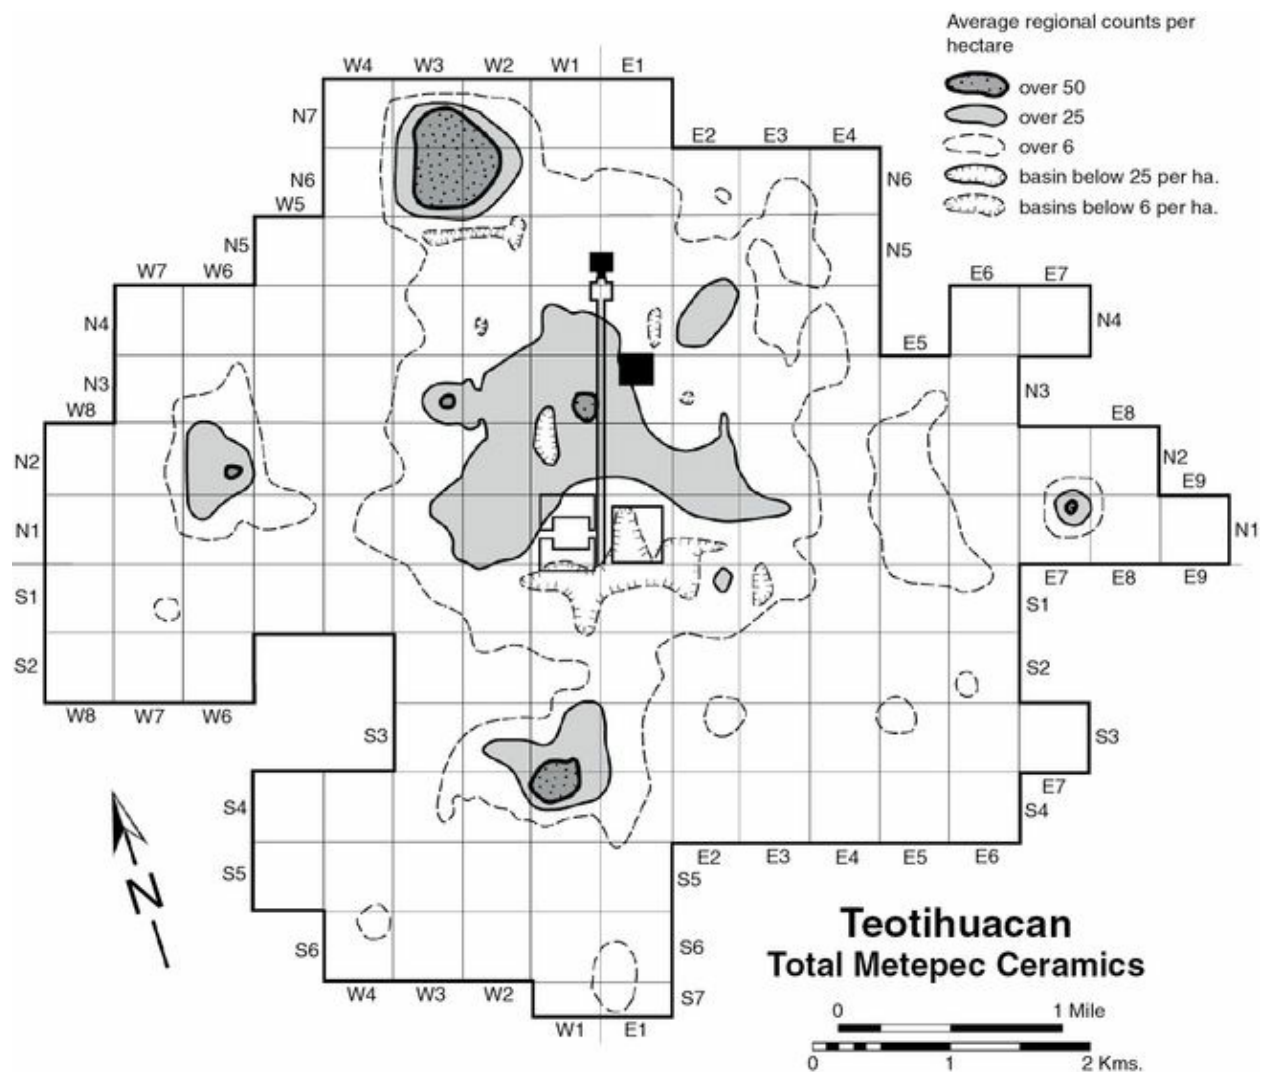 Average regional counts per
hectare
over 50
over 25
over 6
basin below 25 per ha.
basins below 6 per ha.
W4 W3 W2 W1 E1
N7
E2 E3 E4
N6 N6
W5
N5 N5
W7 W6 E6 E7
N4 N4
E5
N3 N3
W8 E8
N2 N2
E9
N1 N1
E7 E8 E9
S1 S1
S2 S2
W8 W7 W6
S3 S3
E7
S4 S4
E2 E3 E4 E5 E6
S5 S5
N
S6 S6
W4 W3 W2 S7
W1 E1
Teotihuacan
Total Metepec Ceramics
0 1 Mile
0 1 2 Kms.